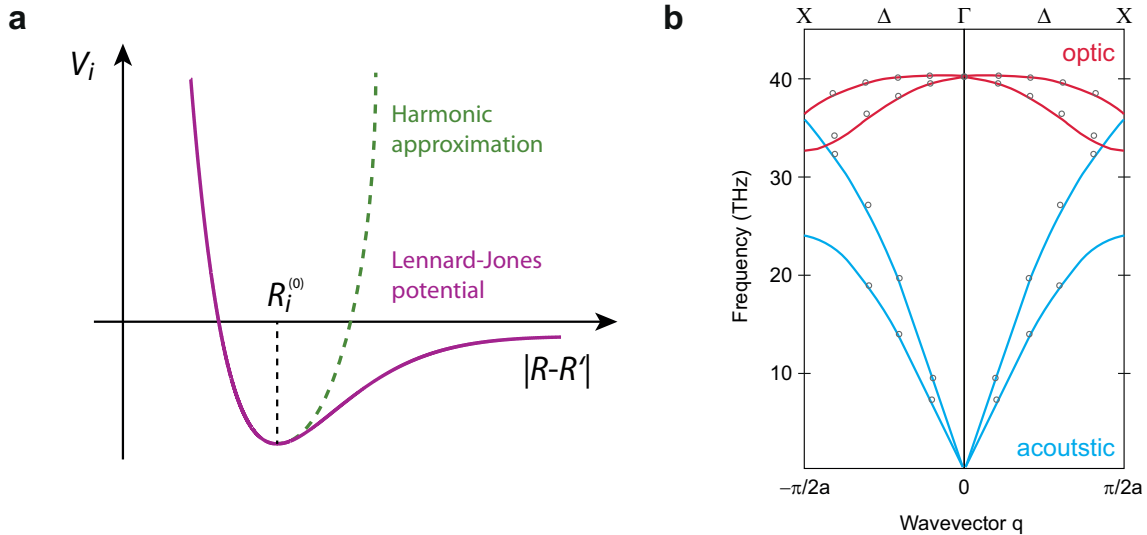 a
V_i
Harmonic
approximation
Lennard-Jones
potential
R_i^(0)
|R-R'|
b
X Δ Γ Δ X
optic
40
30
20
10
Frequency (THz)
acoutstic
−π/2a 0 π/2a
Wavevector q